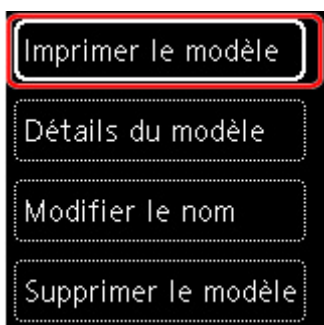 Imprimer le modèle
Détails du modèle
Modifier le nom
Supprimer le modèle